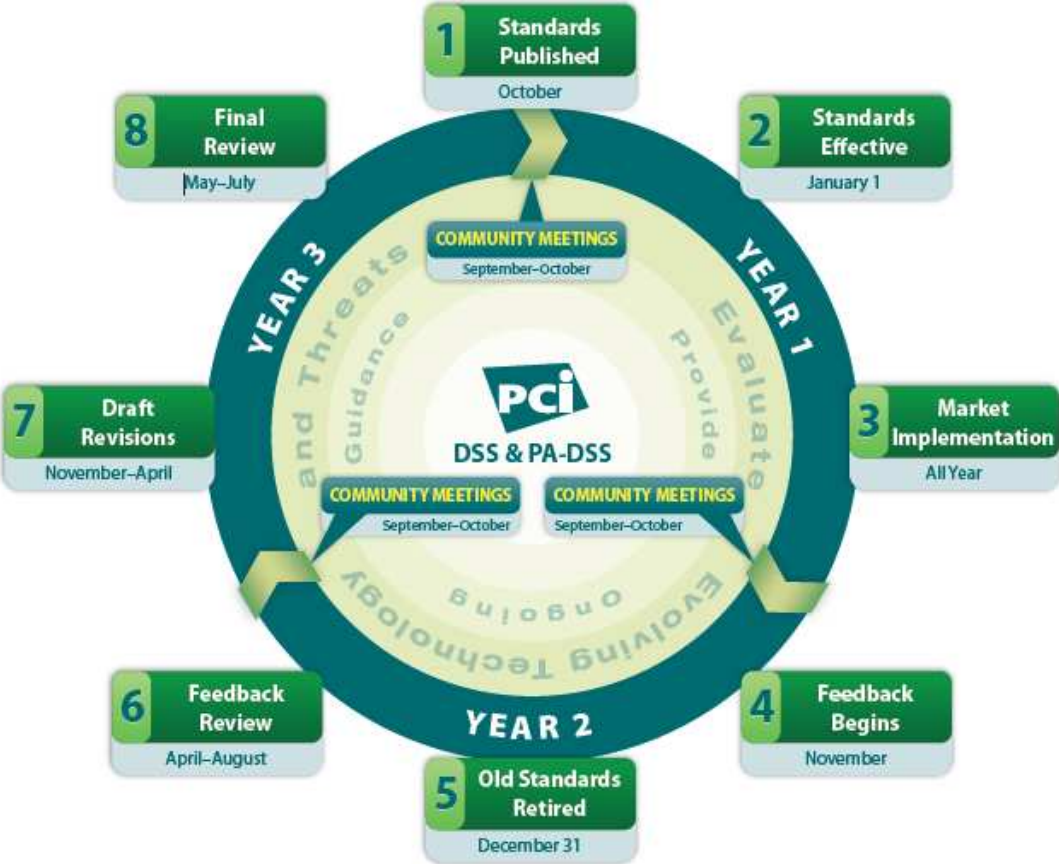 1
Standards
Published
October
2
Standards
Effective
January 1
3
Market
Implementation
All Year
4
Feedback
Begins
November
5
Old Standards
Retired
December 31
6
Feedback
Review
April–August
7
Draft
Revisions
November–April
8
Final
Review
May–July
YEAR 1
YEAR 2
YEAR 3
COMMUNITY MEETINGS
September–October
COMMUNITY MEETINGS
September–October
COMMUNITY MEETINGS
September–October
Evaluate
Evolving Technology
and Threats
Provide
Ongoing
Guidance
PCi
DSS & PA-DSS